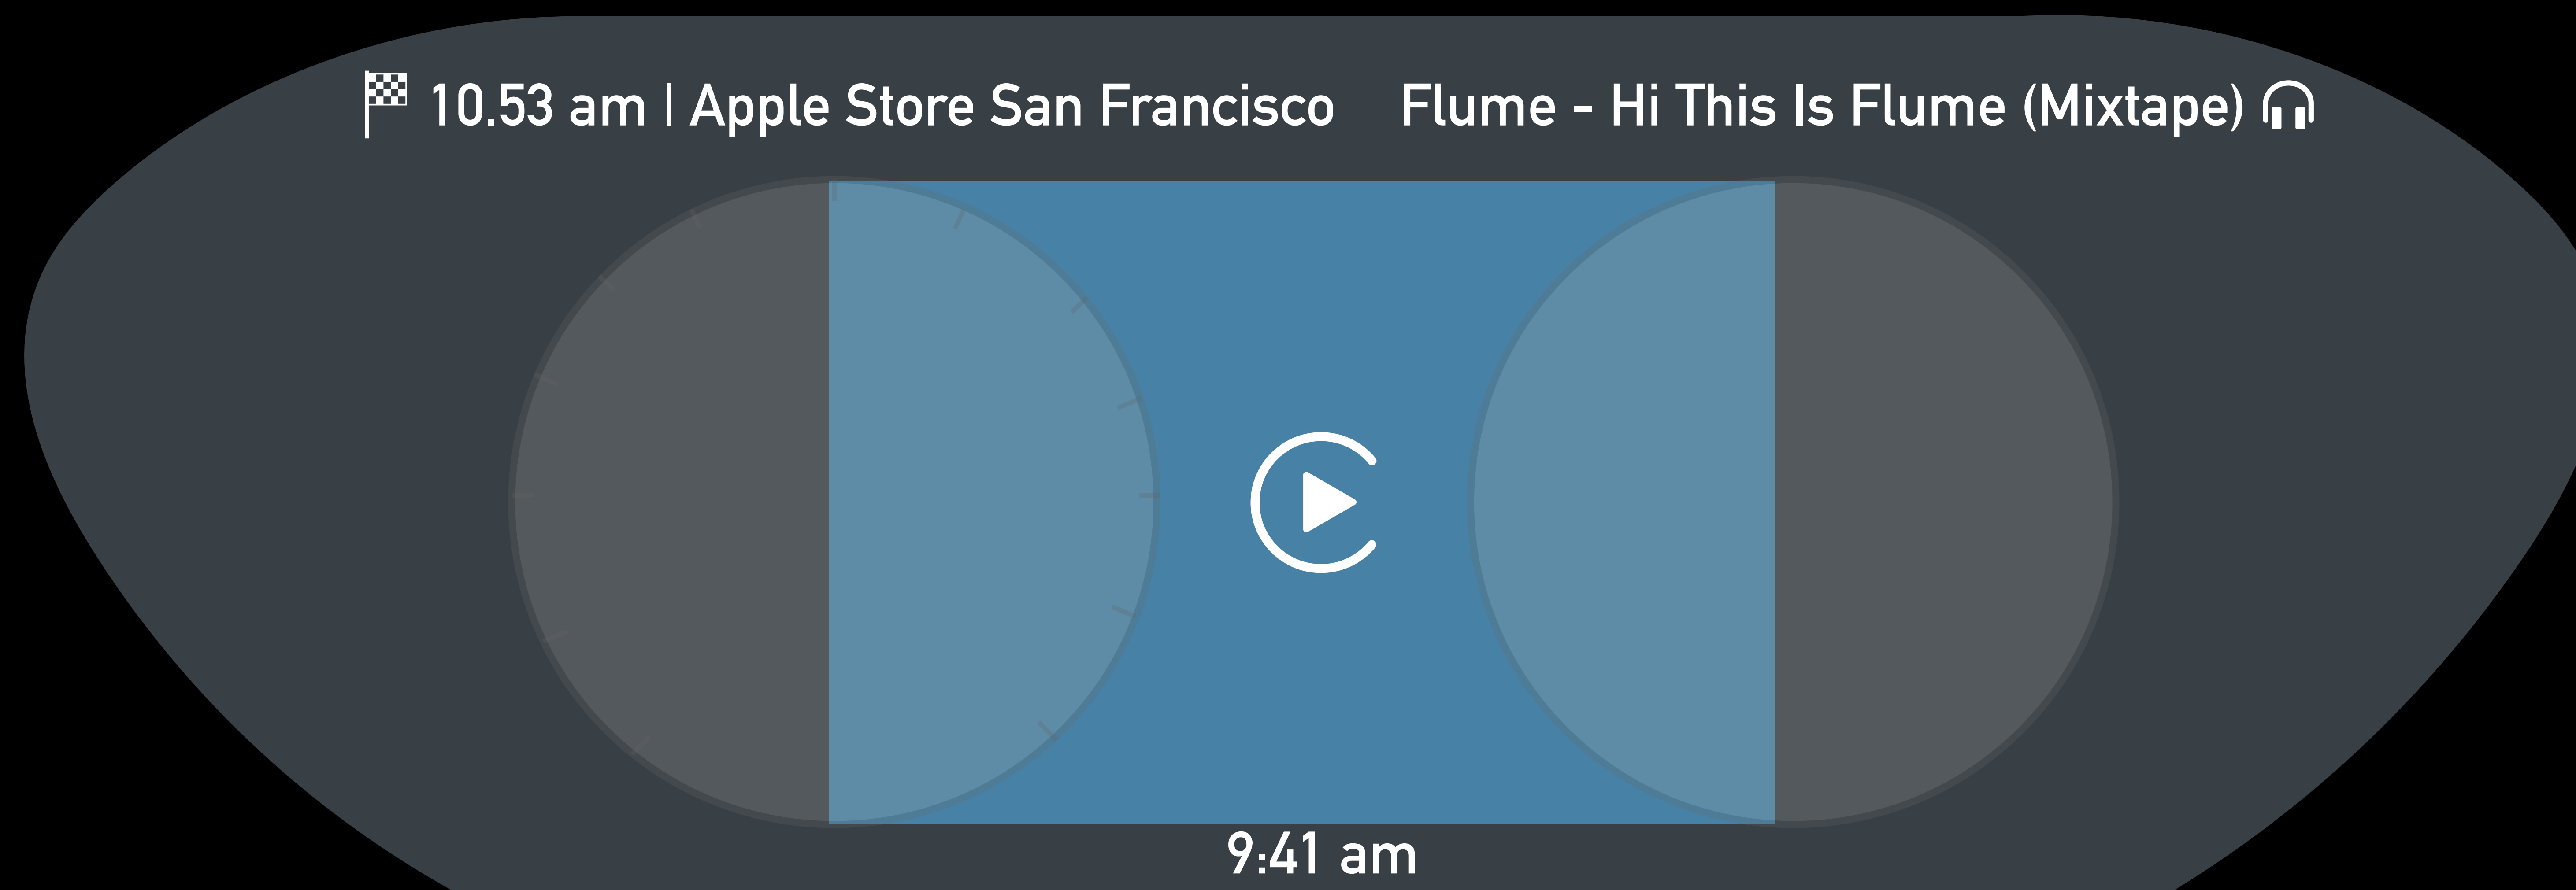 10.53 am | Apple Store San Francisco
Flume - Hi This Is Flume (Mixtape)
9:41 am